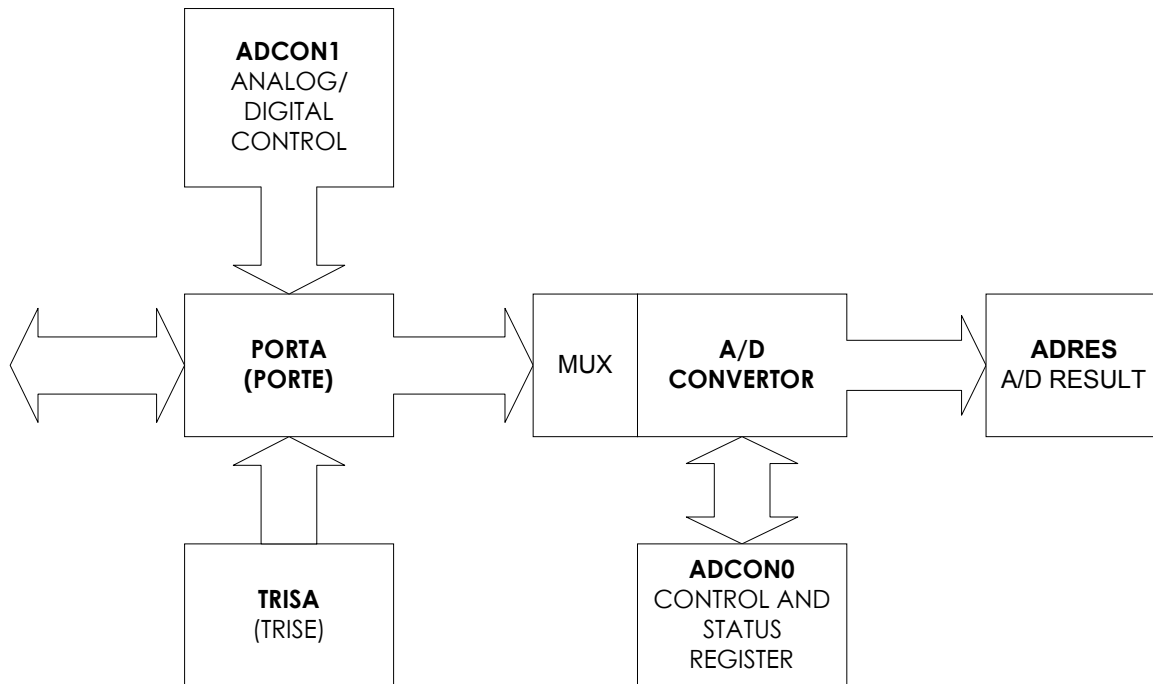 ADCON1
ANALOG/
DIGITAL
CONTROL
PORTA
(PORTE)
MUX
A/D
CONVERTOR
ADRES
A/D RESULT
TRISA
(TRISE)
ADCON0
CONTROL AND
STATUS
REGISTER